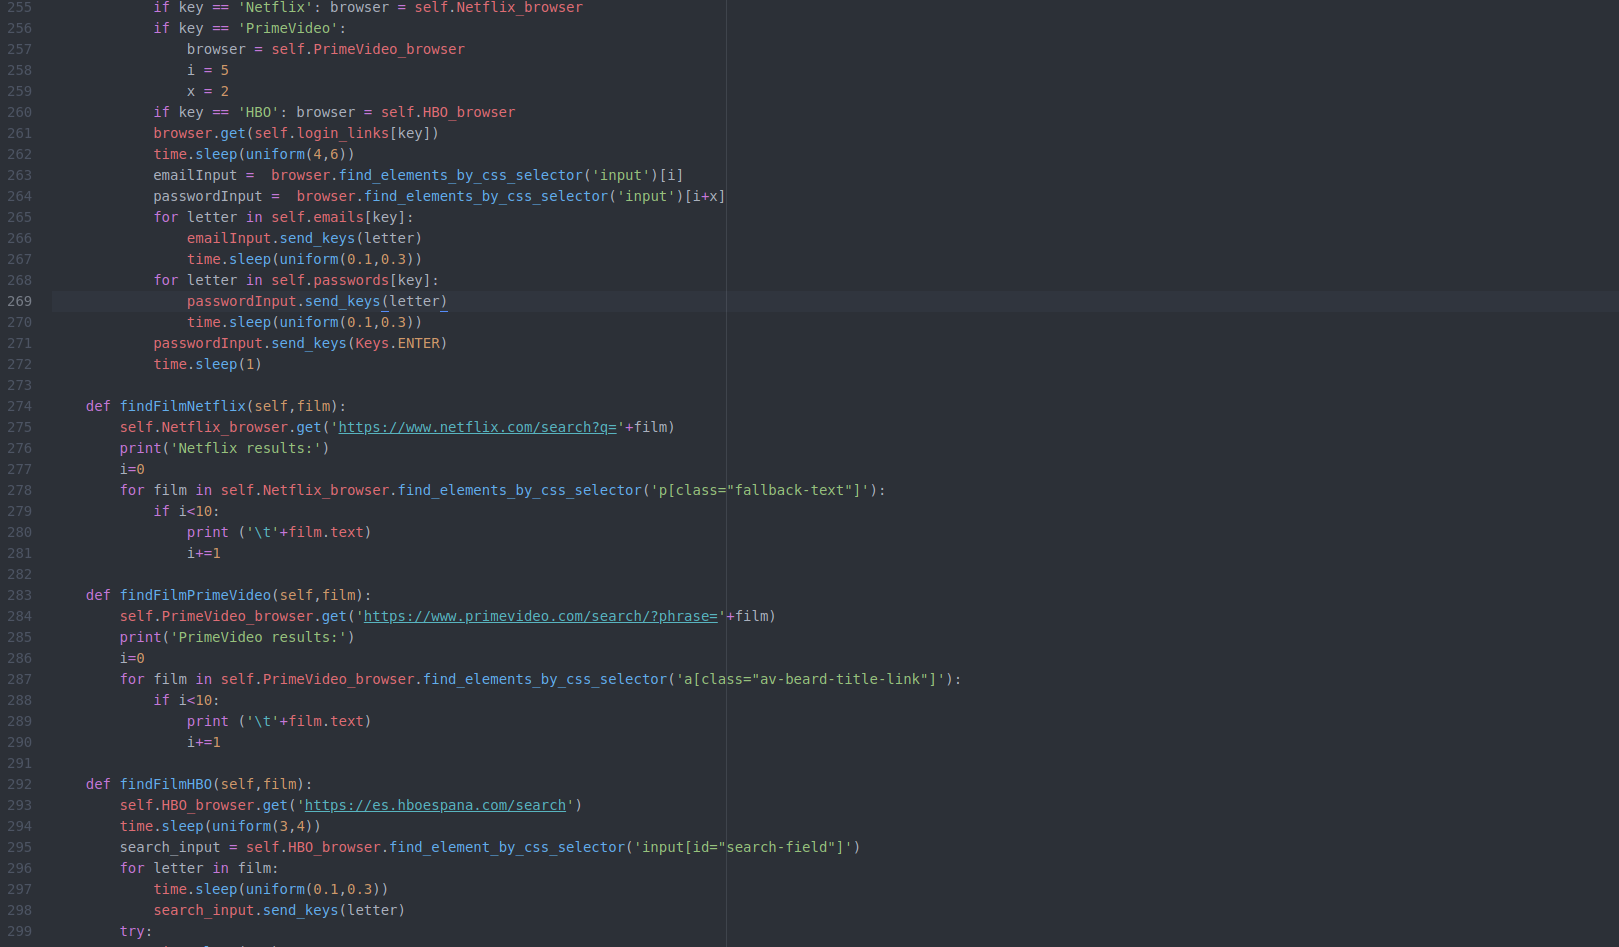 255 if key == 'Netflix': browser = self.Netflix_browser
256 if key == 'PrimeVideo':
257 browser = self.PrimeVideo_browser
258 i = 5
259 x = 2
260 if key == 'HBO': browser = self.HBO_browser
261 browser.get(self.login_links[key])
262 time.sleep(uniform(4,6))
263 emailInput =  browser.find_elements_by_css_selector('input')[i]
264 passwordInput =  browser.find_elements_by_css_selector('input')[i+x]
265 for letter in self.emails[key]:
266 emailInput.send_keys(letter)
267 time.sleep(uniform(0.1,0.3))
268 for letter in self.passwords[key]:
269 passwordInput.send_keys(letter)
270 time.sleep(uniform(0.1,0.3))
271 passwordInput.send_keys(Keys.ENTER)
272 time.sleep(1)
273
274 def findFilmNetflix(self,film):
275 self.Netflix_browser.get('https://www.netflix.com/search?q='+film)
276 print('Netflix results:')
277 i=0
278 for film in self.Netflix_browser.find_elements_by_css_selector('p[class="fallback-text"]'):
279 if i<10:
280 print ('\t'+film.text)
281 i+=1
282
283 def findFilmPrimeVideo(self,film):
284 self.PrimeVideo_browser.get('https://www.primevideo.com/search/?phrase='+film)
285 print('PrimeVideo results:')
286 i=0
287 for film in self.PrimeVideo_browser.find_elements_by_css_selector('a[class="av-beard-title-link"]'):
288 if i<10:
289 print ('\t'+film.text)
290 i+=1
291
292 def findFilmHBO(self,film):
293 self.HBO_browser.get('https://es.hboespana.com/search')
294 time.sleep(uniform(3,4))
295 search_input = self.HBO_browser.find_element_by_css_selector('input[id="search-field"]')
296 for letter in film:
297 time.sleep(uniform(0.1,0.3))
298 search_input.send_keys(letter)
299 try: